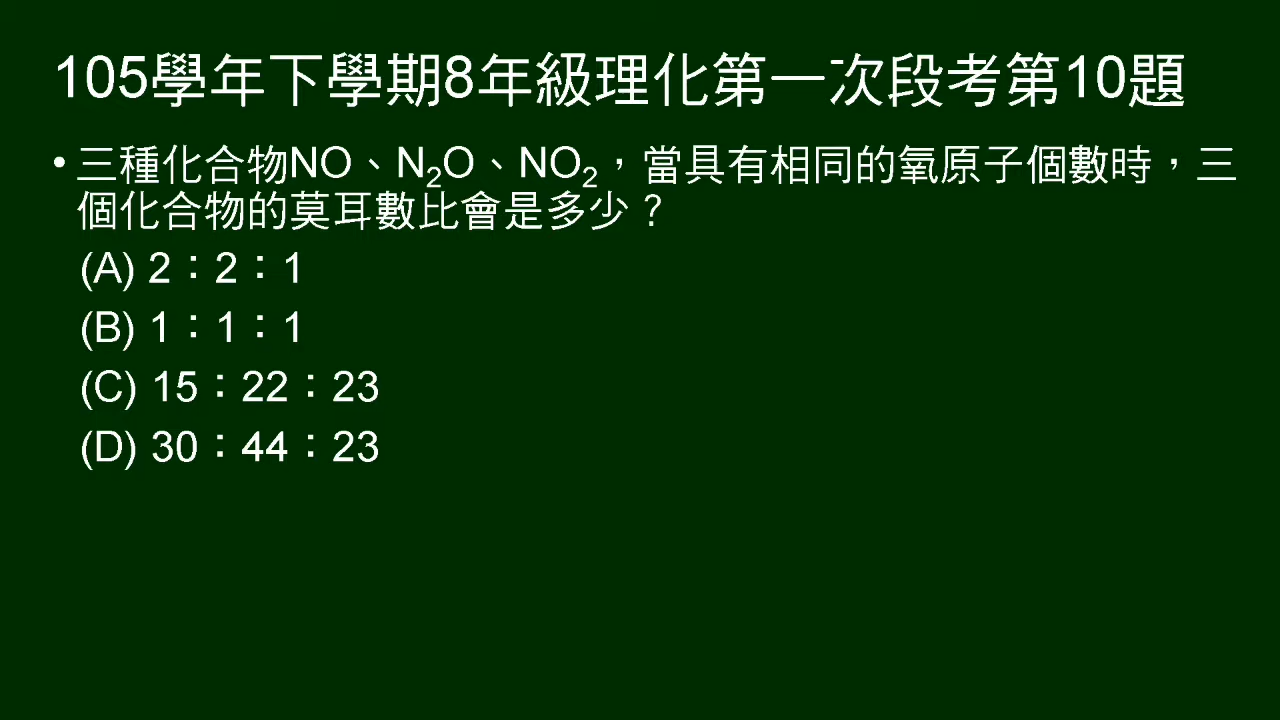 105學年下學期8年級理化第一次段考第10題
• 三種化合物NO、N₂O、NO₂，當具有相同的氧原子個數時，三
個化合物的莫耳數比會是多少？
(A) 2：2：1
(B) 1：1：1
(C) 15：22：23
(D) 30：44：23